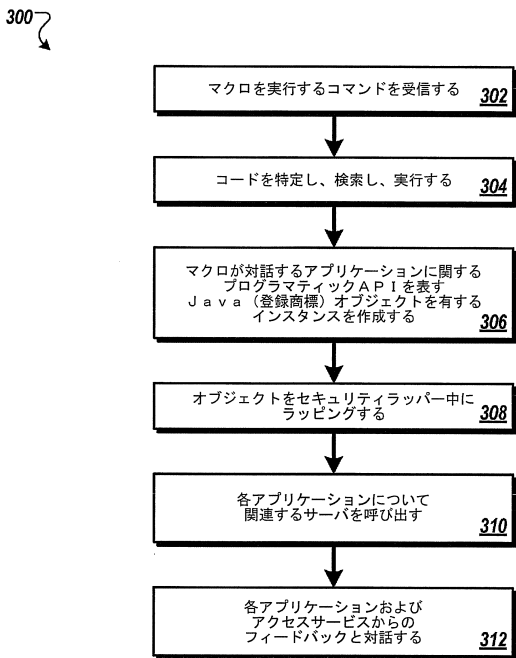 300
マクロを実行するコマンドを受信する
302
コードを特定し、検索し、実行する
304
マクロが対話するアプリケーションに関する
プログラマティックＡＰＩを表す
Ｊａｖａ（登録商標）オブジェクトを有する
インスタンスを作成する
306
オブジェクトをセキュリティラッパー中に
ラッピングする
308
各アプリケーションについて
関連するサーバを呼び出す
310
各アプリケーションおよび
アクセスサービスからの
フィードバックと対話する
312